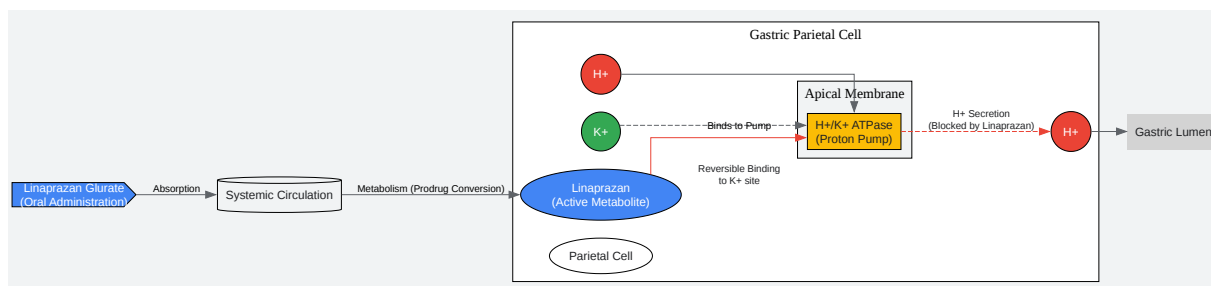 Gastric Parietal Cell
H+
Apical Membrane
K+
Binds to Pump
H+/K+ ATPase
(Proton Pump)
H+ Secretion
(Blocked by Linaprazan)
H+
Gastric Lumen
Reversible Binding
to K+ site
Linaprazan Glurate
(Oral Administration)
Absorption
Systemic Circulation
Metabolism (Prodrug Conversion)
Linaprazan
(Active Metabolite)
Parietal Cell